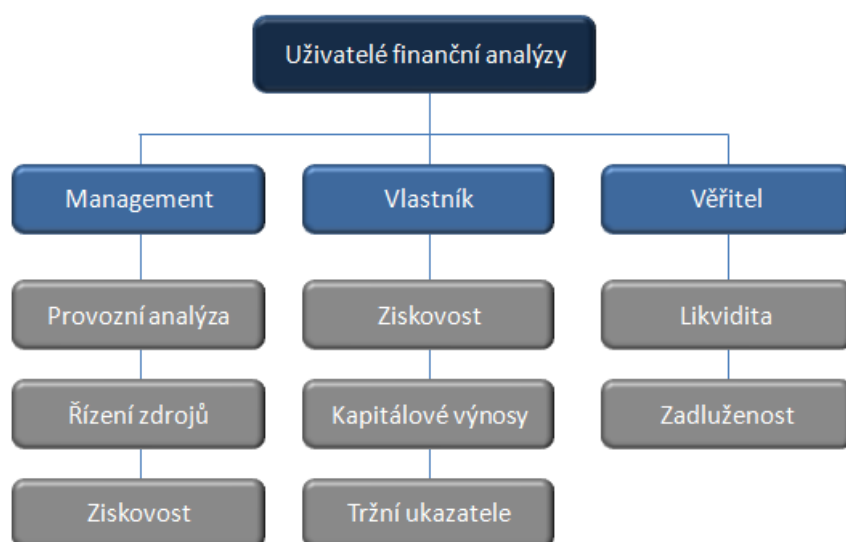 Uživatelé finanční analýzy
Management
Vlastník
Věřitel
Provozní analýza
Ziskovost
Likvidita
Řízení zdrojů
Kapitálové výnosy
Zadluženost
Ziskovost
Tržní ukazatele